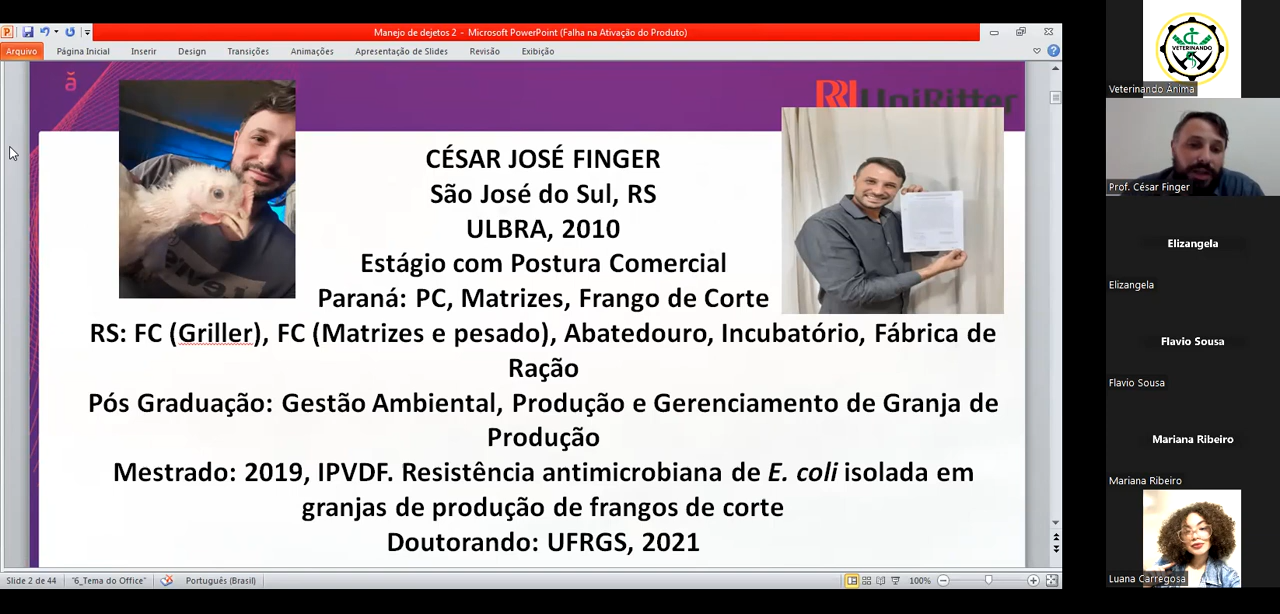 Manejo de dejetos 2 - Microsoft PowerPoint (Falha na Ativação do Produto)
Arquivo Página Inicial Inserir Design Transições Animações Apresentação de Slides Revisão Exibição
ă
UniRitter
CÉSAR JOSÉ FINGER
São José do Sul, RS
ULBRA, 2010
Estágio com Postura Comercial
Paraná: PC, Matrizes, Frango de Corte
RS: FC (Griller), FC (Matrizes e pesado), Abatedouro, Incubatório, Fábrica de
Ração
Pós Graduação: Gestão Ambiental, Produção e Gerenciamento de Granja de
Produção
Mestrado: 2019, IPVDF. Resistência antimicrobiana de E. coli isolada em
granjas de produção de frangos de corte
Doutorando: UFRGS, 2021
Slide 2 de 44 "6_Tema do Office" Português (Brasil) 100%
VETERINANDO
Veterinando Anima
Prof. César Finger
Elizangela
Elizangela
Flavio Sousa
Flavio Sousa
Mariana Ribeiro
Mariana Ribeiro
Luana Carregosa